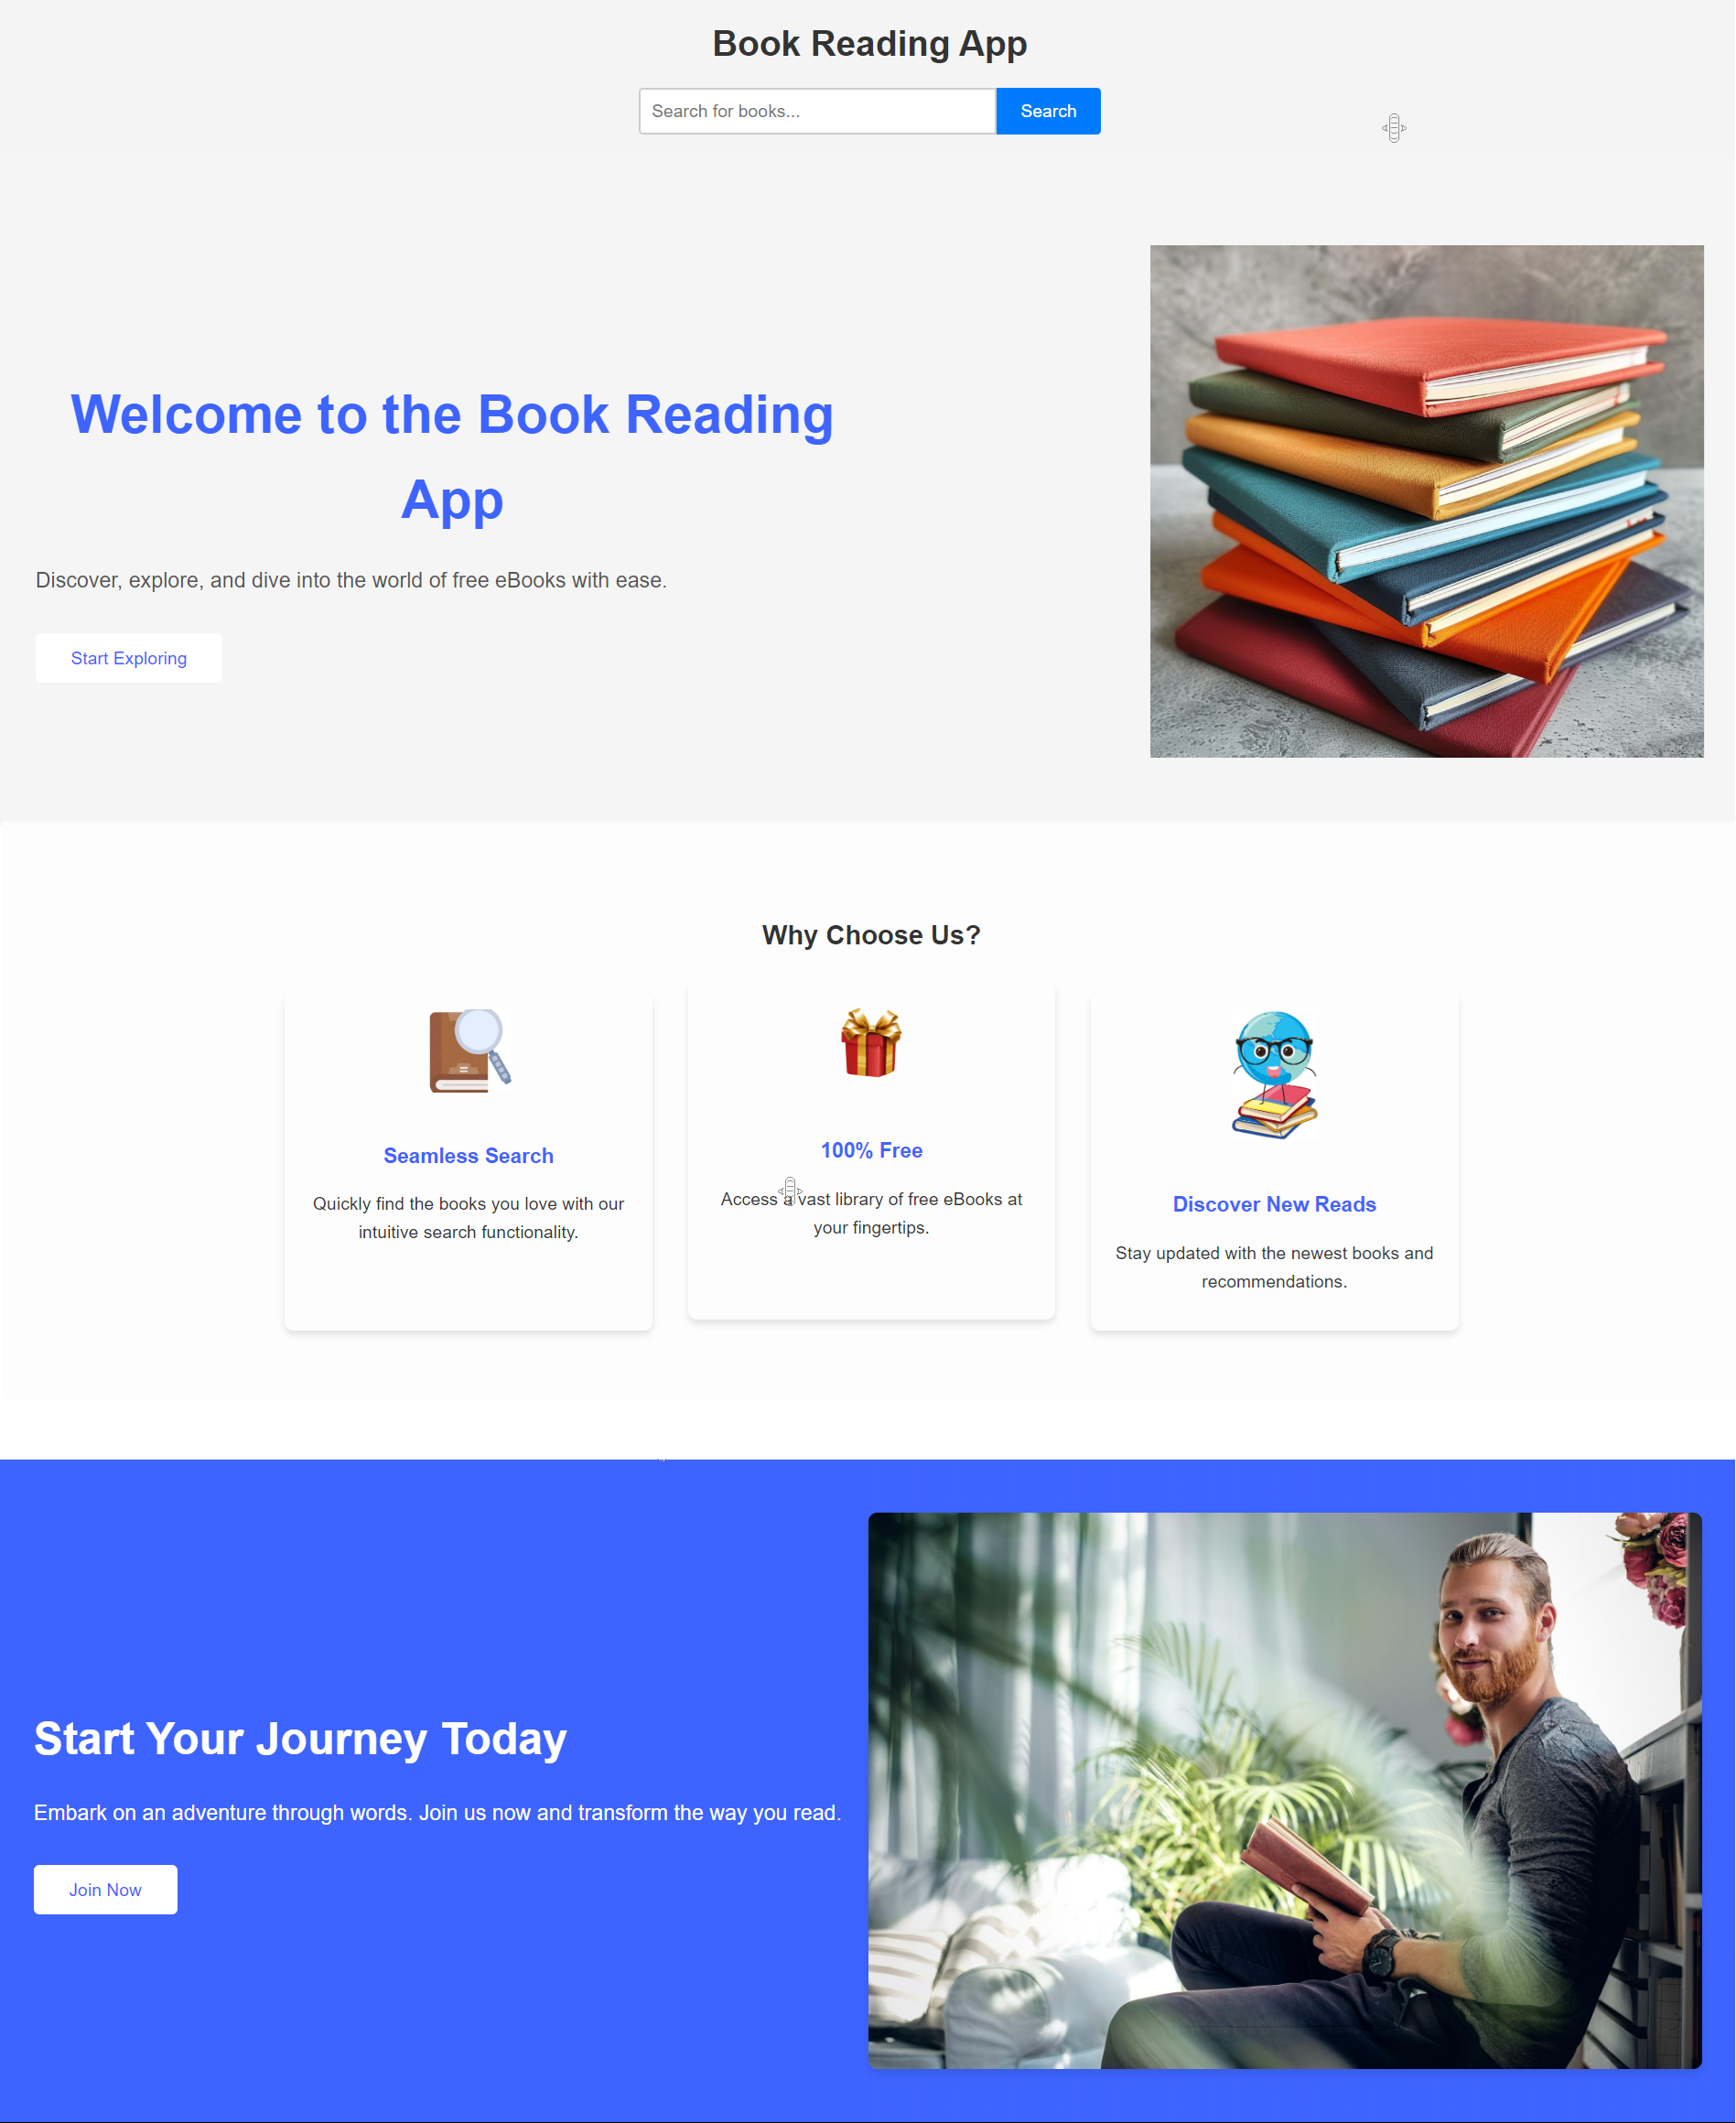 Book Reading App
Search for books...
Search
Welcome to the Book Reading
App
Discover, explore, and dive into the world of free eBooks with ease.
Start Exploring
Why Choose Us?
Seamless Search
Quickly find the books you love with our
intuitive search functionality.
100% Free
Access a vast library of free eBooks at
your fingertips.
Discover New Reads
Stay updated with the newest books and
recommendations.
Start Your Journey Today
Embark on an adventure through words. Join us now and transform the way you read.
Join Now